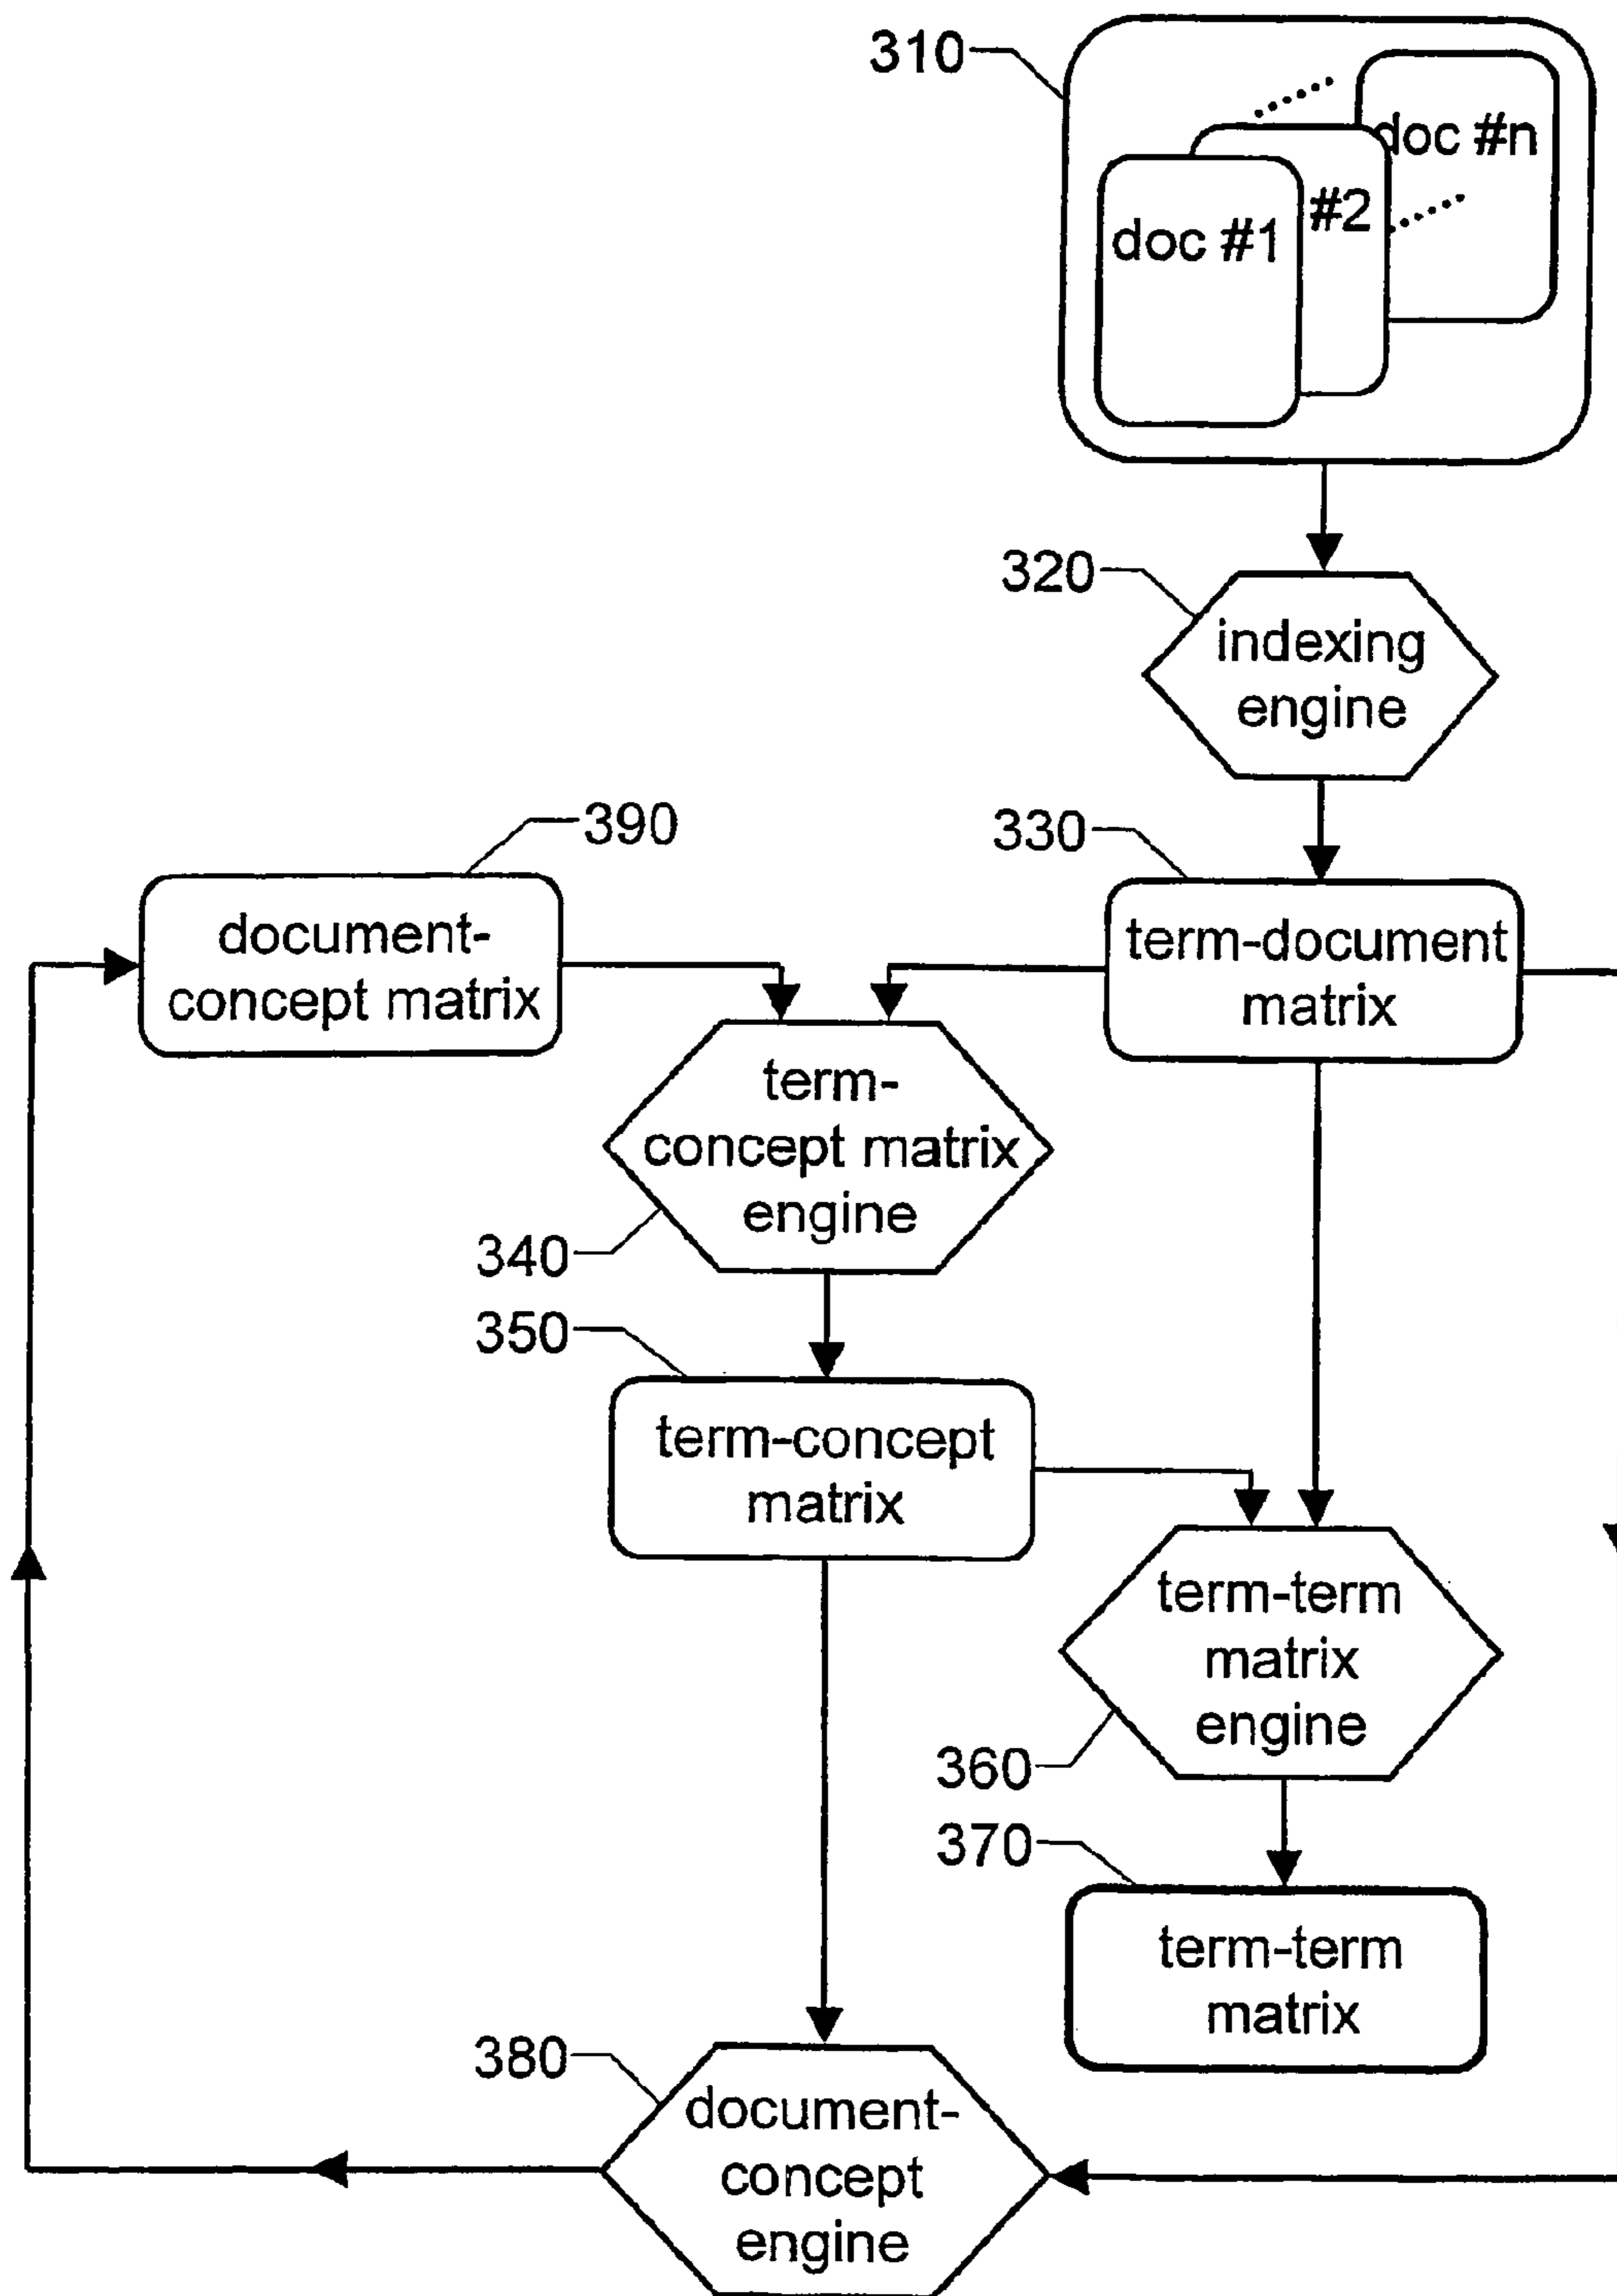 310
doc #n
#2
doc #1
320
indexing
engine
390
330
document-
concept matrix
term-document
matrix
term-
concept matrix
engine
340
350
term-concept
matrix
term-term
matrix
engine
360
370
term-term
matrix
380
document-
concept
engine